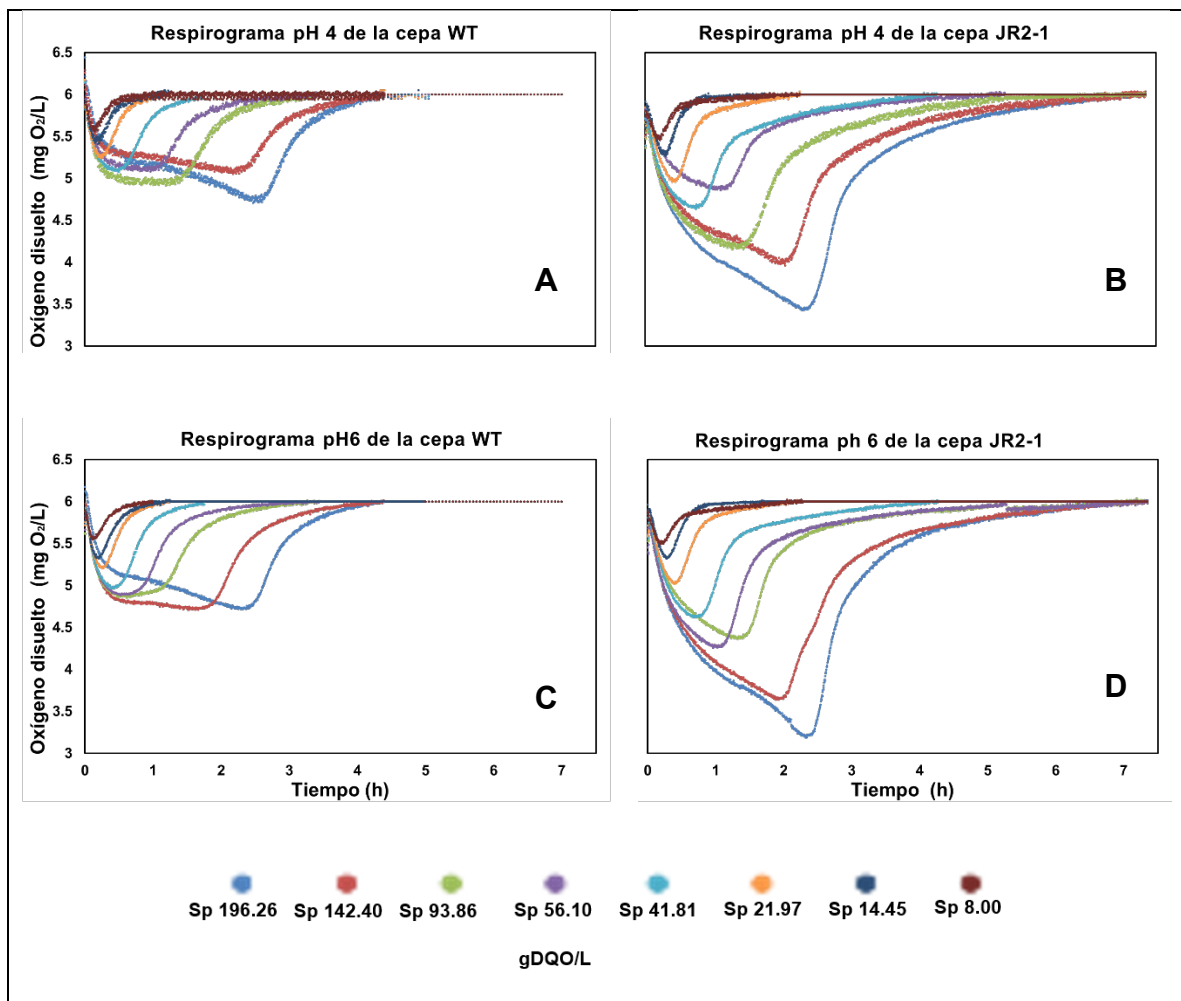 Respirograma pH 4 de la cepa WT
Respirograma pH 4 de la cepa JR2-1
Oxígeno disuelto (mg O₂/L)
6.5
6
5.5
5
4.5
4
3.5
3
A
B
Respirograma pH6 de la cepa WT
Respirograma ph 6 de la cepa JR2-1
Oxígeno disuelto (mg O₂/L)
6.5
6
5.5
5
4.5
4
3.5
3
C
D
0 1 2 3 4 5 6 7
0 1 2 3 4 5 6 7
Tiempo (h)
Tiempo (h)
Sp 196.26 Sp 142.40 Sp 93.86 Sp 56.10 Sp 41.81 Sp 21.97 Sp 14.45 Sp 8.00
gDQO/L